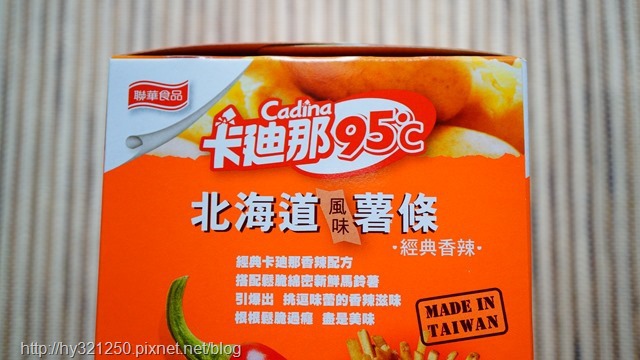 聯華食品
Cadina
卡迪那95℃
北海道風味薯條
·經典香辣·
經典卡迪那香辣配方
搭配鬆脆綿密新鮮馬鈴薯
引爆出 挑逗味蕾的香辣滋味
根根鬆脆過癮 盡是美味
MADE IN
TAIWAN
http://hy321250.pixnet.net/blog